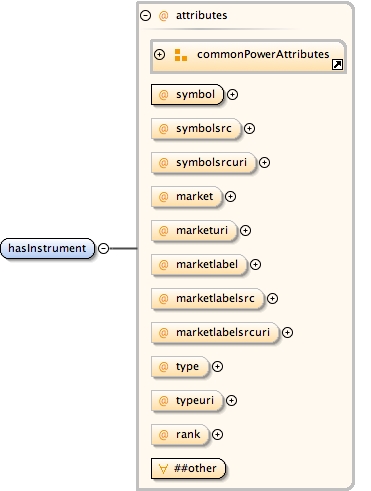 attributes
commonPowerAttributes
@ symbol
@ symbolsrc
@ symbolsrcuri
@ market
@ marketuri
@ marketlabel
hasInstrument
@ marketlabelsrc
@ marketlabelsrcuri
@ type
@ typeuri
@ rank
∀ ##other